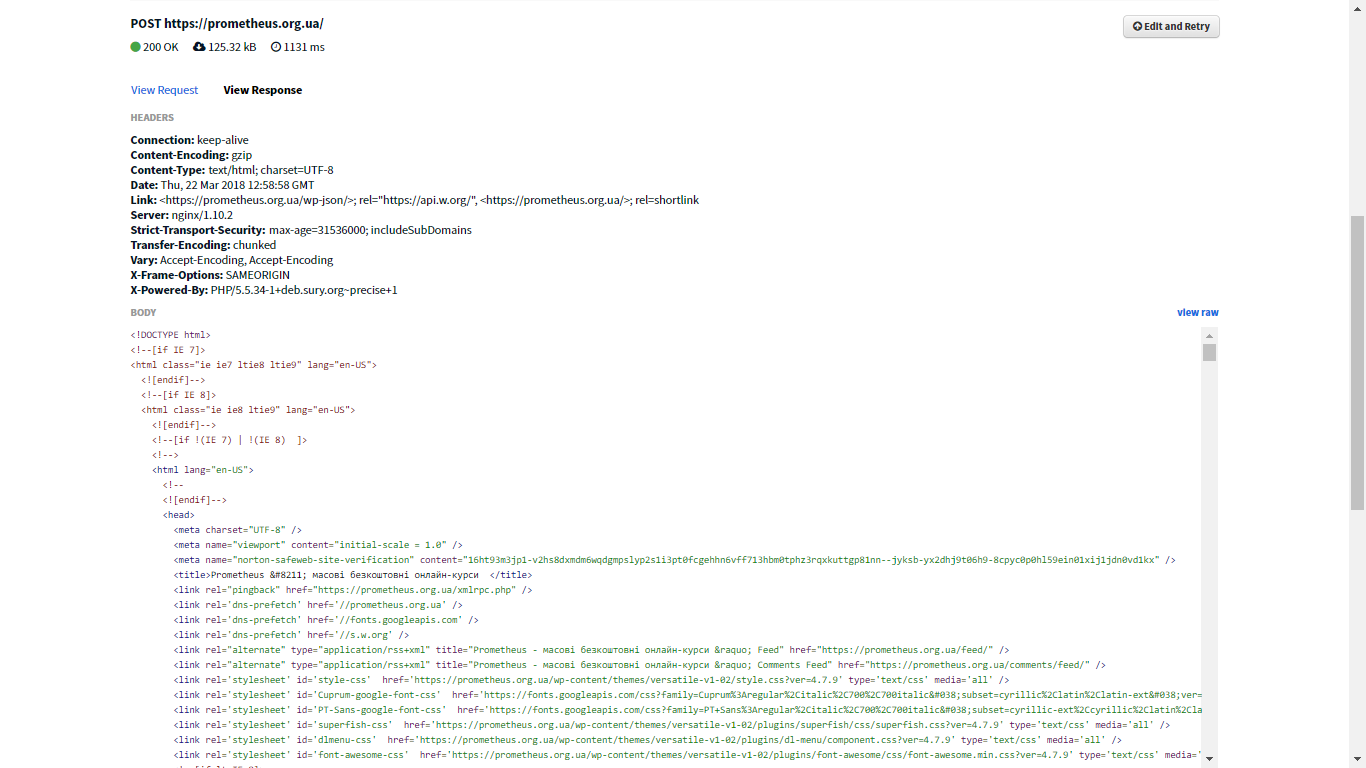 POST https://prometheus.org.ua/
Edit and Retry
200 OK 125.32 kB 1131 ms
View Request View Response
HEADERS
Connection: keep-alive
Content-Encoding: gzip
Content-Type: text/html; charset=UTF-8
Date: Thu, 22 Mar 2018 12:58:58 GMT
Link: <https://prometheus.org.ua/wp-json/>; rel="https://api.w.org/", <https://prometheus.org.ua/>; rel=shortlink
Server: nginx/1.10.2
Strict-Transport-Security: max-age=31536000; includeSubDomains
Transfer-Encoding: chunked
Vary: Accept-Encoding, Accept-Encoding
X-Frame-Options: SAMEORIGIN
X-Powered-By: PHP/5.5.34-1+deb.sury.org~precise+1
BODY view raw
<!DOCTYPE html>
<!--[if IE 7]>
<html class="ie ie7 ltie8 ltie9" lang="en-US">
<![endif]-->
<!--[if IE 8]>
<html class="ie ie8 ltie9" lang="en-US">
<![endif]-->
<!--[if !(IE 7) | !(IE 8)  ]>
<!-->
<html lang="en-US">
<!--
<![endif]-->
<head>
<meta charset="UTF-8" />
<meta name="viewport" content="initial-scale = 1.0" />
<meta name="norton-safeweb-site-verification" content="16ht93m3jp1-v2hs8dxmdm6wqdgmpslyp2sli3pt0fcgehhn6vff713hbm0tphz3rqxkuttgp81nn--jyksb-yx2dhj9t06h9-8cpyc0p0hl59ein01xij1jdn0vd1kx" />
<title>Prometheus &#8211; масові безкоштовні онлайн-курси  </title>
<link rel="pingback" href="https://prometheus.org.ua/xmlrpc.php" />
<link rel='dns-prefetch' href='//prometheus.org.ua' />
<link rel='dns-prefetch' href='//fonts.googleapis.com' />
<link rel='dns-prefetch' href='//s.w.org' />
<link rel="alternate" type="application/rss+xml" title="Prometheus - масові безкоштовні онлайн-курси &raquo; Feed" href="https://prometheus.org.ua/feed/" />
<link rel="alternate" type="application/rss+xml" title="Prometheus - масові безкоштовні онлайн-курси &raquo; Comments Feed" href="https://prometheus.org.ua/comments/feed/" />
<link rel='stylesheet' id='style-css'  href='https://prometheus.org.ua/wp-content/themes/versatile-v1-02/style.css?ver=4.7.9' type='text/css' media='all' />
<link rel='stylesheet' id='Cuprum-google-font-css'  href='https://fonts.googleapis.com/css?family=Cuprum%3Aregular%2Citalic%2C700%2C700italic&#038;subset=cyrillic%2Clatin%2Clatin-ext&#038;ver=
<link rel='stylesheet' id='PT-Sans-google-font-css'  href='https://fonts.googleapis.com/css?family=PT+Sans%3Aregular%2Citalic%2C700%2C700italic&#038;subset=cyrillic-ext%2Ccyrillic%2Clatin%2Cla
<link rel='stylesheet' id='superfish-css'  href='https://prometheus.org.ua/wp-content/themes/versatile-v1-02/plugins/superfish/css/superfish.css?ver=4.7.9' type='text/css' media='all' />
<link rel='stylesheet' id='dlmenu-css'  href='https://prometheus.org.ua/wp-content/themes/versatile-v1-02/plugins/dl-menu/component.css?ver=4.7.9' type='text/css' media='all' />
<link rel='stylesheet' id='font-awesome-css'  href='https://prometheus.org.ua/wp-content/themes/versatile-v1-02/plugins/font-awesome/css/font-awesome.min.css?ver=4.7.9' type='text/css' media='